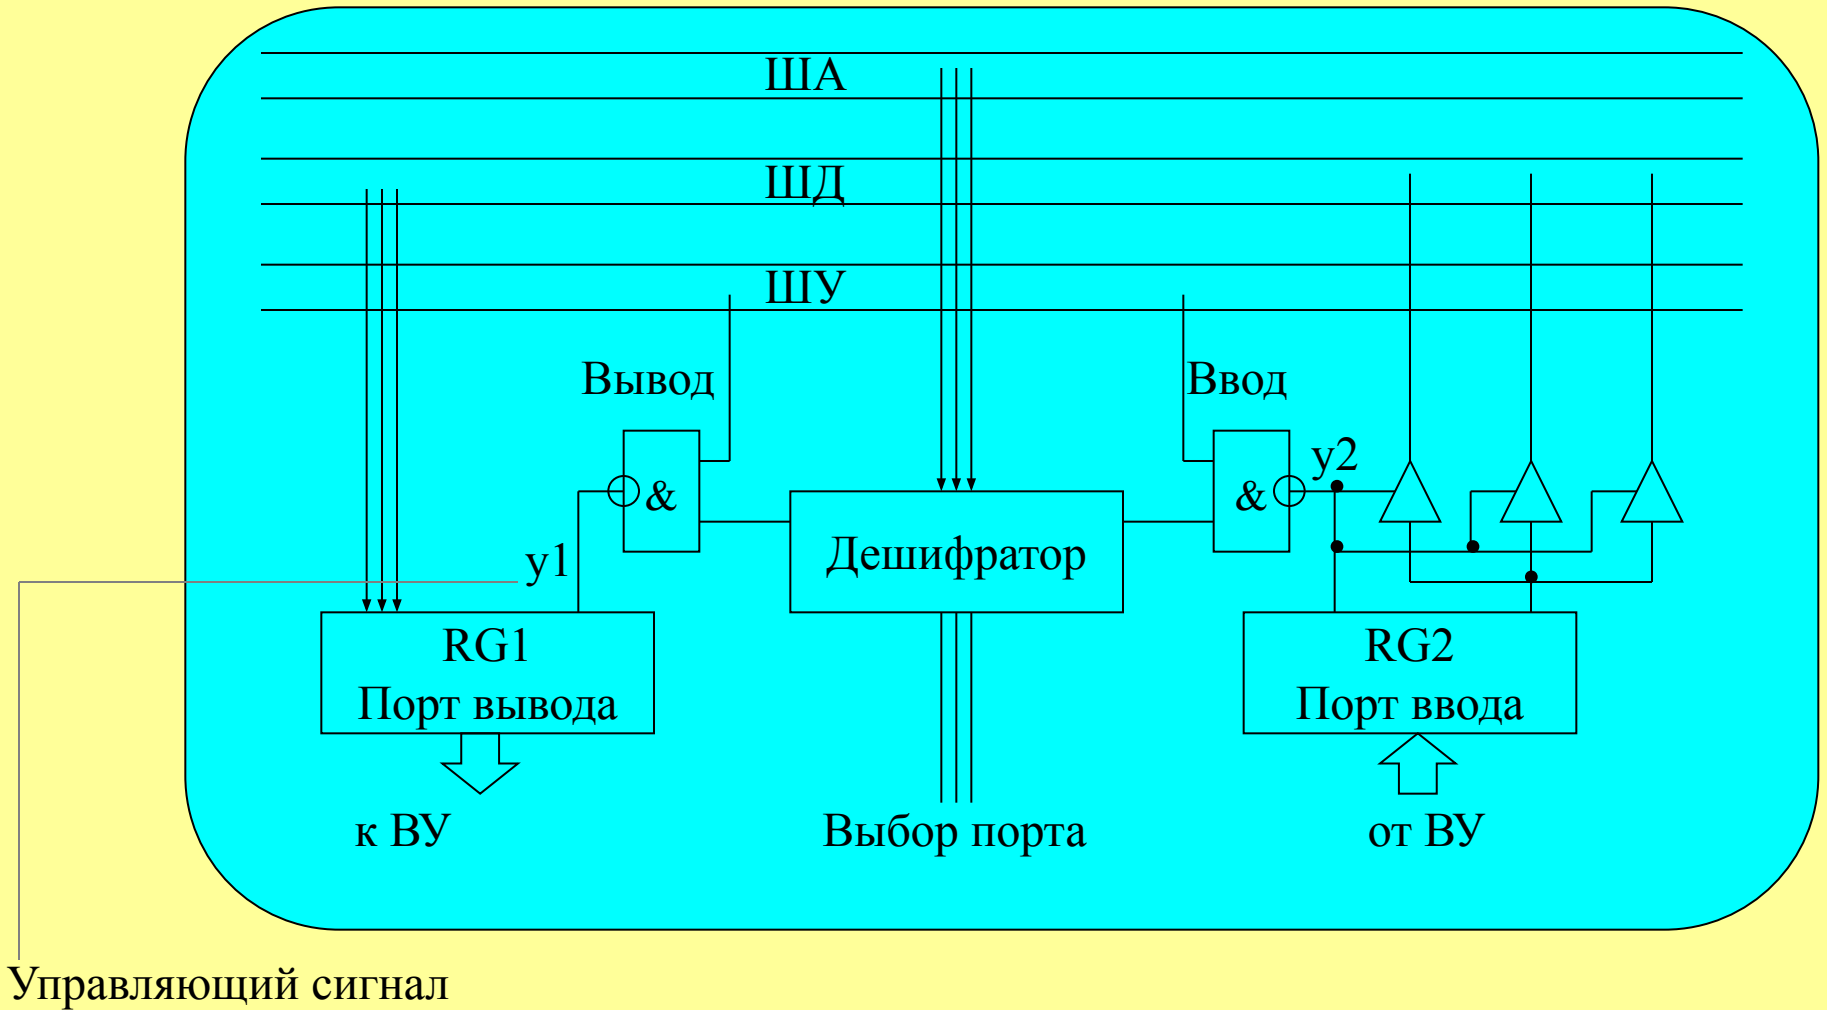 ША
ШД
ШУ
Вывод
Ввод
y2
&
&
y1
Дешифратор
RG1
Порт вывода
RG2
Порт ввода
к ВУ
Выбор порта
от ВУ
Управляющий сигнал